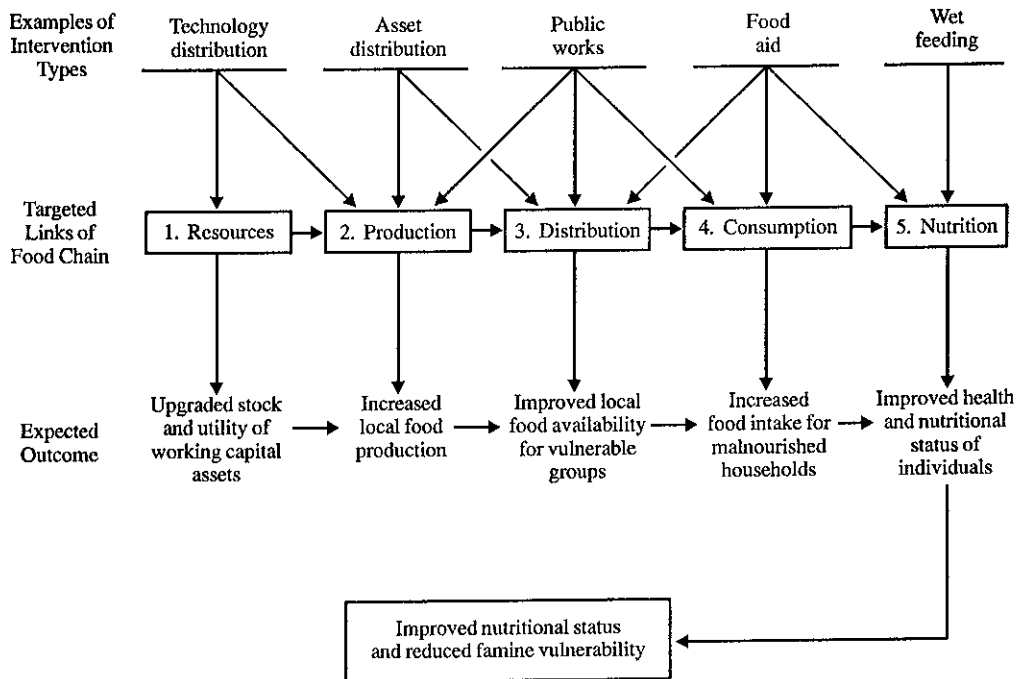 Examples of
Intervention
Types
Technology
distribution
Asset
distribution
Public
works
Food
aid
Wet
feeding
Targeted
Links of
Food Chain
1. Resources
2. Production
3. Distribution
4. Consumption
5. Nutrition
Expected
Outcome
Upgraded stock
and utility of
working capital
assets
Increased
local food
production
Improved local
food availability
for vulnerable
groups
Increased
food intake for
malnourished
households
Improved health
and nutritional
status of
individuals
Improved nutritional status
and reduced famine vulnerability